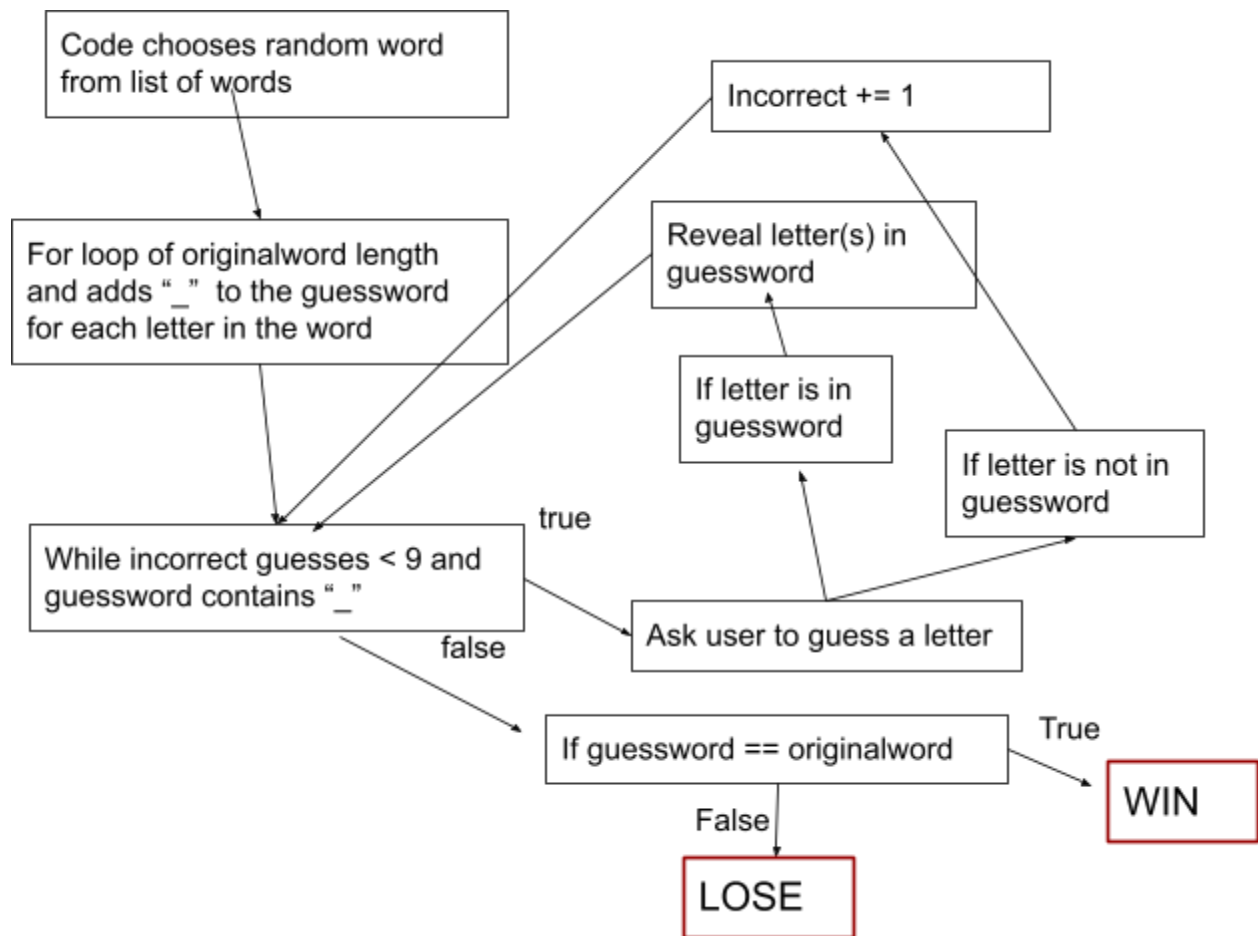 Code chooses random word
from list of words
Incorrect += 1
For loop of originalword length
and adds “_”  to the guessword
for each letter in the word
Reveal letter(s) in
guessword
If letter is in
guessword
If letter is not in
guessword
While incorrect guesses < 9 and
guessword contains “_”
true
false
Ask user to guess a letter
If guessword == originalword
True
False
WIN
LOSE